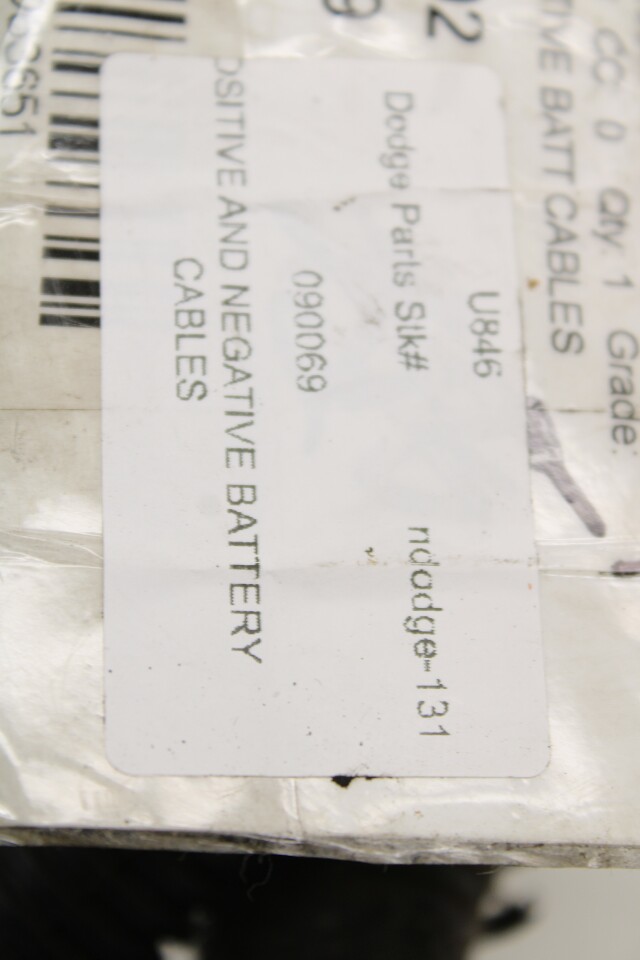 CC: 0 Qty: 1 Grade:
BATT CABLES
U846
Dodge Parts Stk# ndodge-131
090069
OSITIVE AND NEGATIVE BATTERY
CABLES